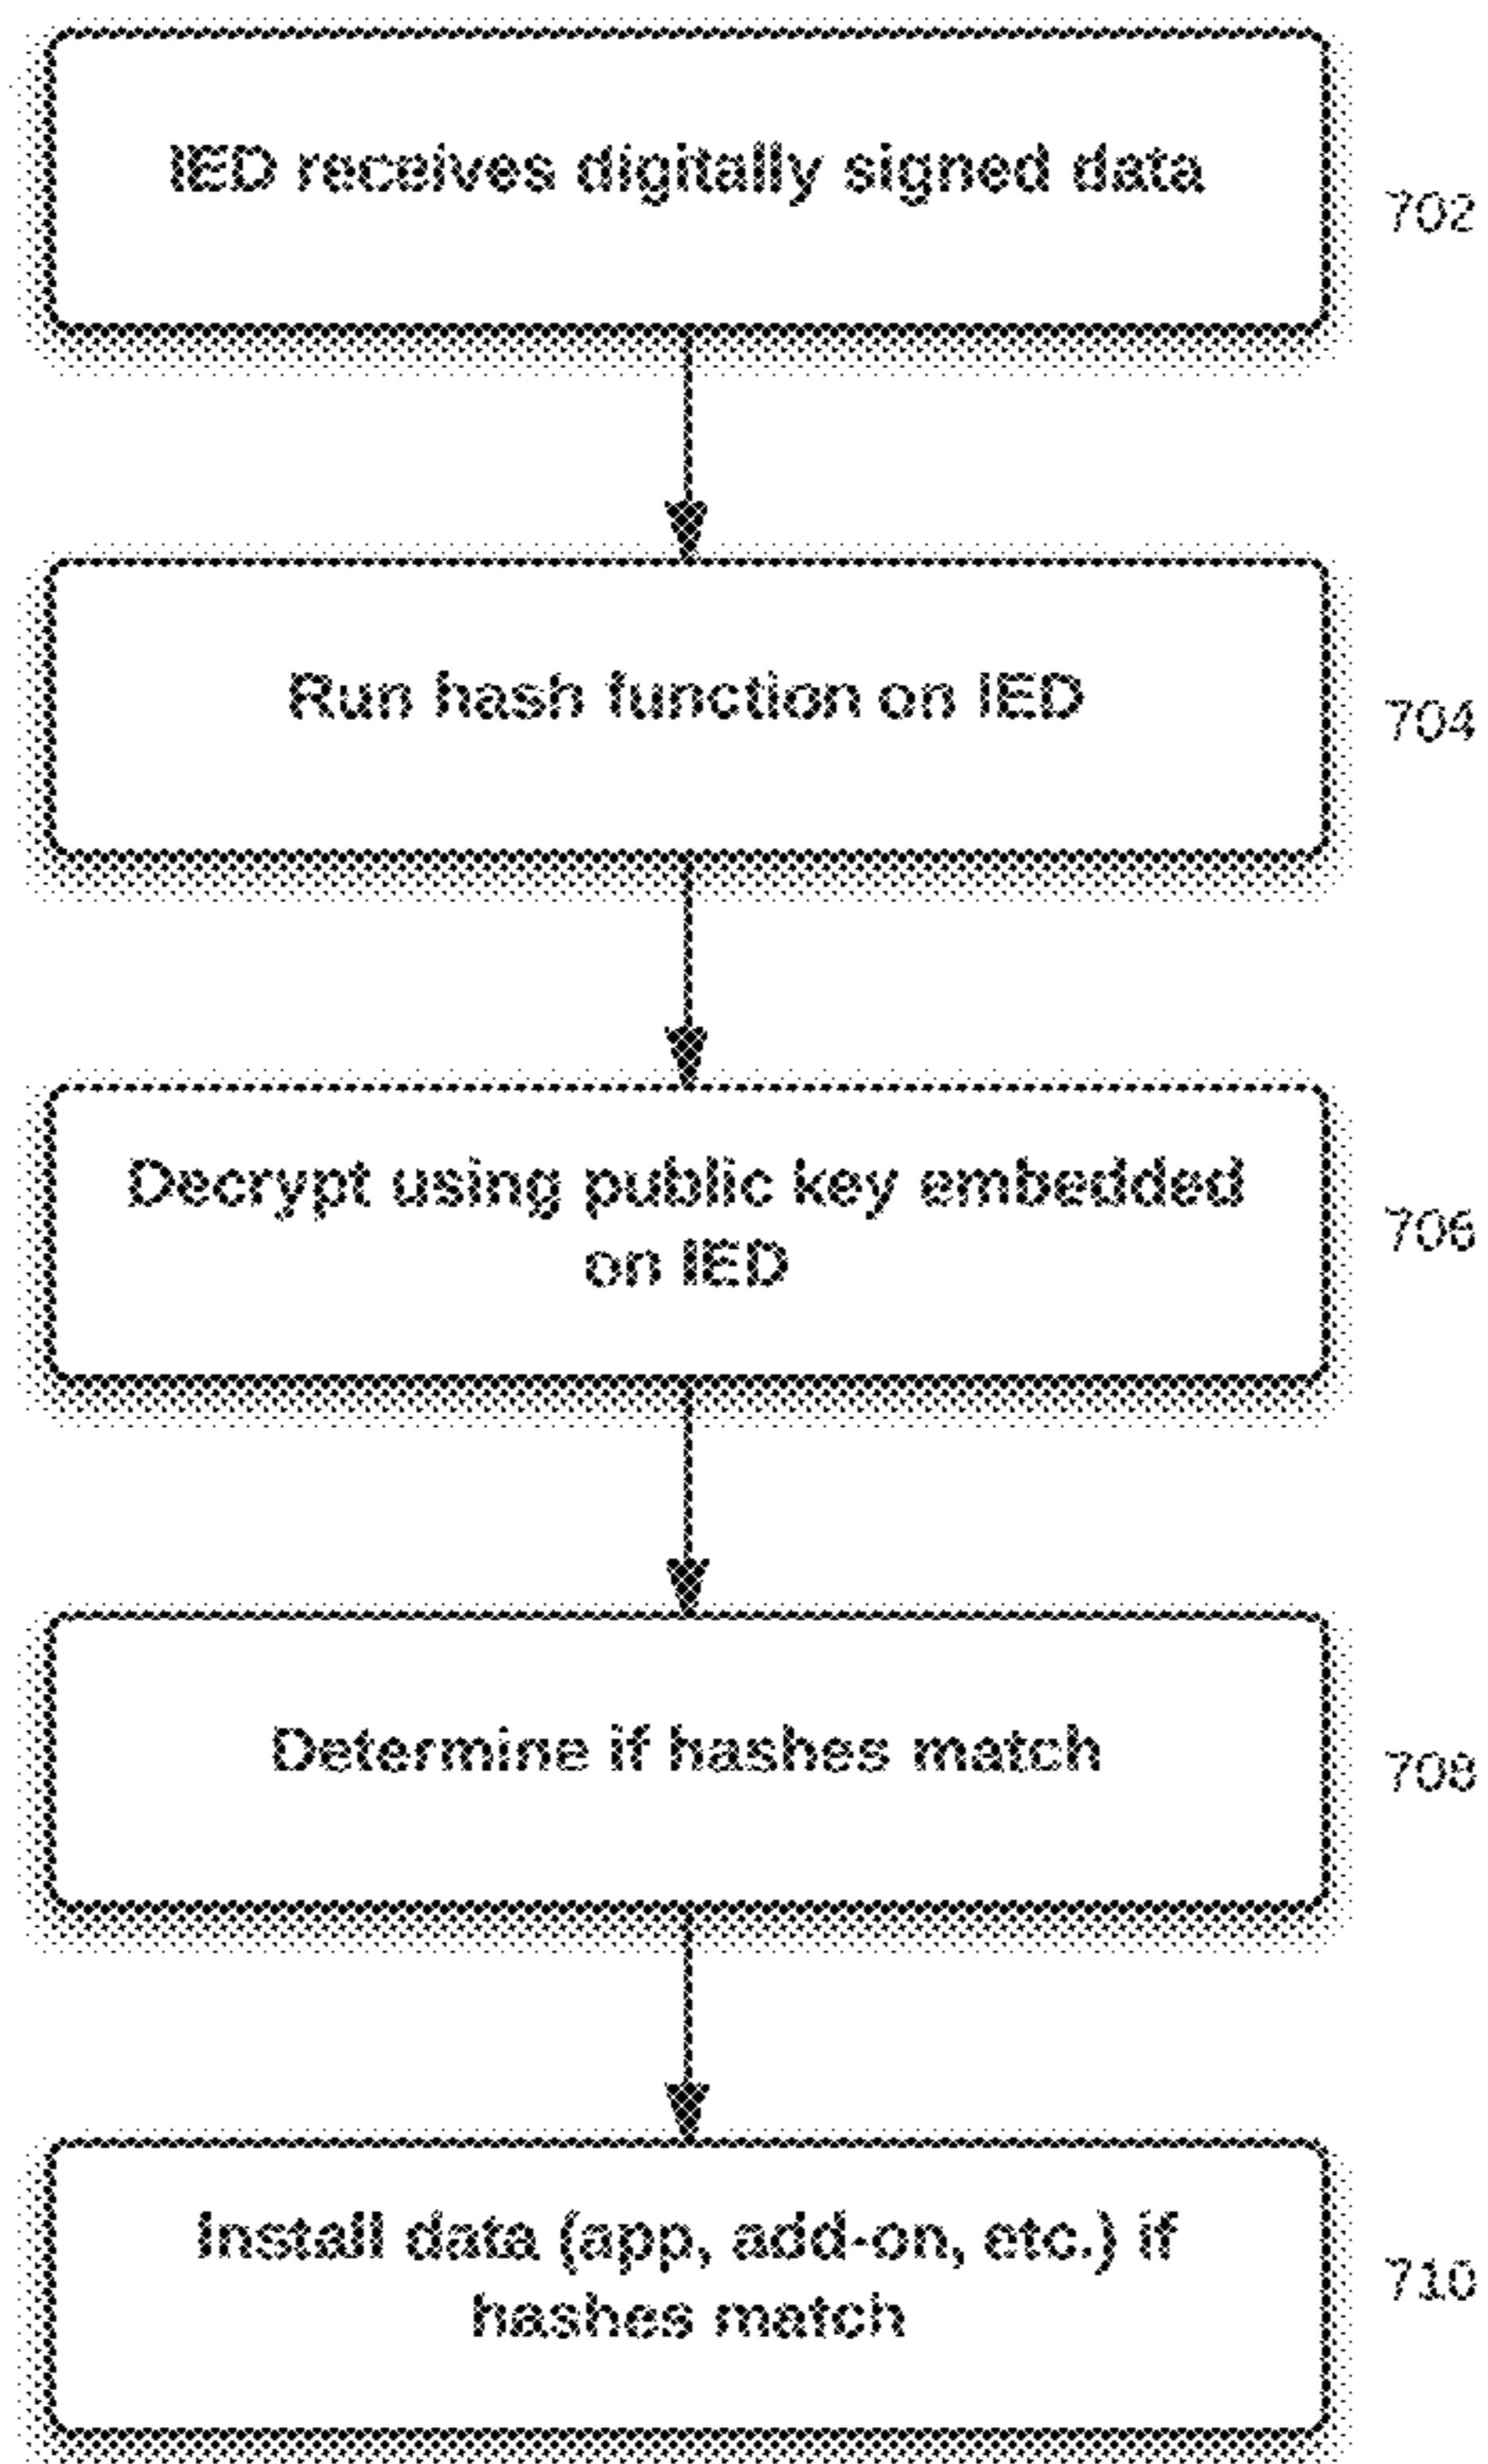 IED receives digitally signed data
702
Run hash function on IED
704
Decrypt using public key embedded
on IED
706
Determine if hashes match
708
Install data (app, add-on, etc.) if
hashes match
710